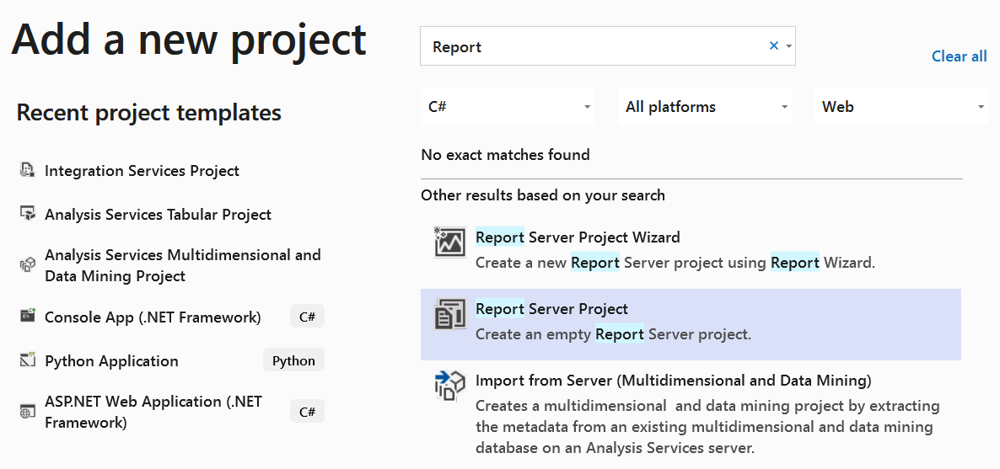 Add a new project
Report
Clear all
Recent project templates
C#
All platforms
Web
Integration Services Project
Analysis Services Tabular Project
Analysis Services Multidimensional and
Data Mining Project
Console App (.NET Framework)
C#
Python Application
Python
ASP.NET Web Application (.NET
Framework)
C#
No exact matches found
Other results based on your search
Report Server Project Wizard
Create a new Report Server project using Report Wizard.
Report Server Project
Create an empty Report Server project.
Import from Server (Multidimensional and Data Mining)
Creates a multidimensional and data mining project by extracting
the metadata from an existing multidimensional and data mining
database on an Analysis Services server.